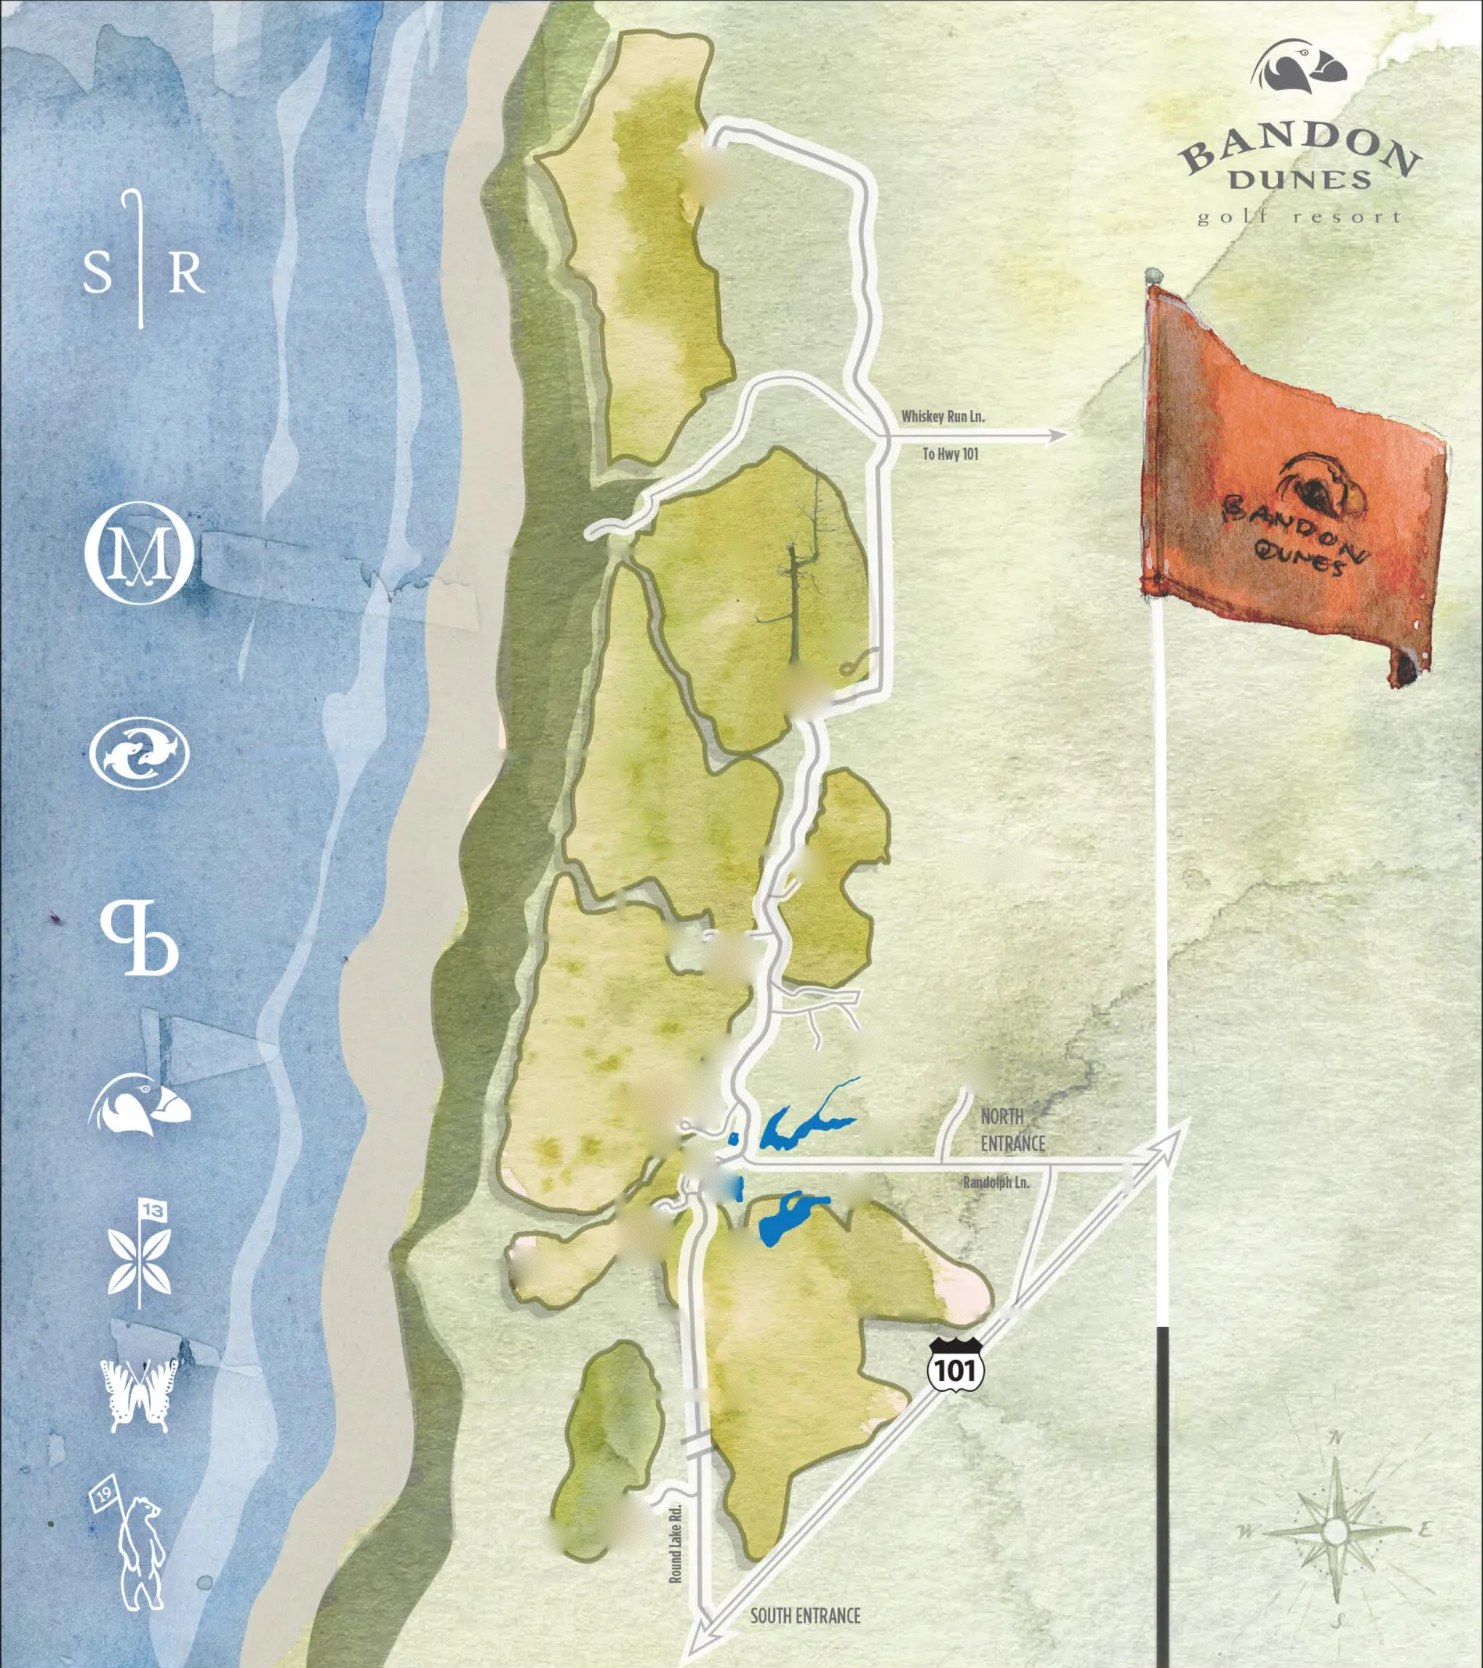 BANDON
DUNES
golf resort
S R
Whiskey Run Ln.
To Hwy 101
BANDON
DUNES
M
13
19
NORTH
ENTRANCE
Randolph Ln.
101
Round Lake Rd.
SOUTH ENTRANCE
N
W E
S